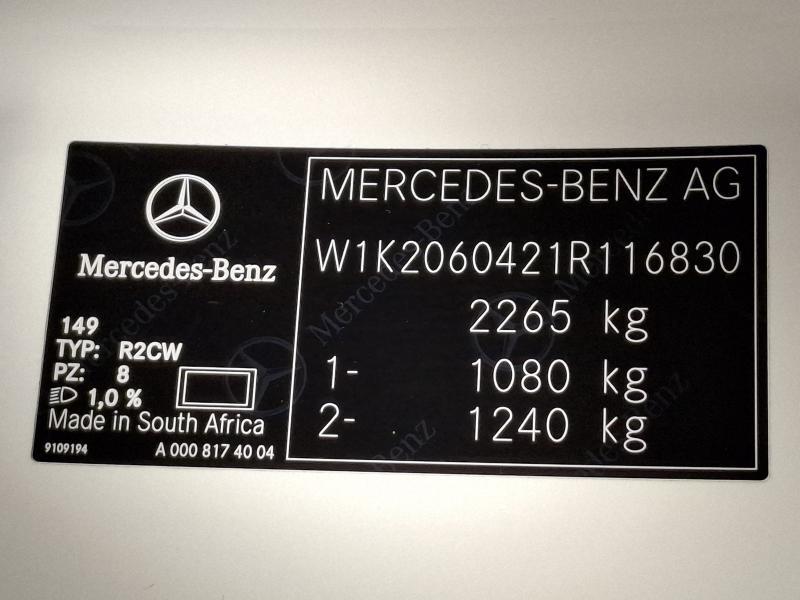 Mercedes-Benz
149
TYP: R2CW
PZ: 8
1,0 %
Made in South Africa
9109194 A 000 817 40 04
MERCEDES-BENZ AG
W1K2060421R116830
2265 kg
1- 1080 kg
2- 1240 kg